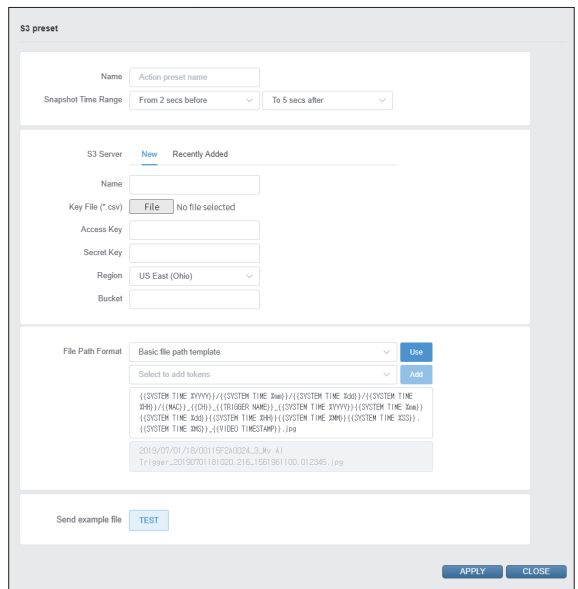 S3 preset
Name Action preset name
Snapshot Time Range From 2 secs before To 5 secs after
S3 Server New Recently Added
Name
Key File (*.csv) File No file selected
Access Key
Secret Key
Region US East (Ohio)
Bucket
File Path Format Basic file path template Use
Select to add tokens Add
{{SYSTEM TIME %YYYY}}/{{SYSTEM TIME %mm}}/{{SYSTEM TIME %dd}}/{{SYSTEM TIME
%HH}}/{{MAC}}_{{CH}}_{{TRIGGER NAME}}_{{SYSTEM TIME %YYYY}}{{SYSTEM TIME %mm}}
{{SYSTEM TIME %dd}}{{SYSTEM TIME %HH}}{{SYSTEM TIME %MM}}{{SYSTEM TIME %SS}}.
{{SYSTEM TIME %MS}}_{{VIDEO TIMESTAMP}}.jpg
2019/07/01/18/00115F2A0024_3_My AI
Trigger_20190701181020.216_1561961100.012345.jpg
Send example file TEST
APPLY CLOSE